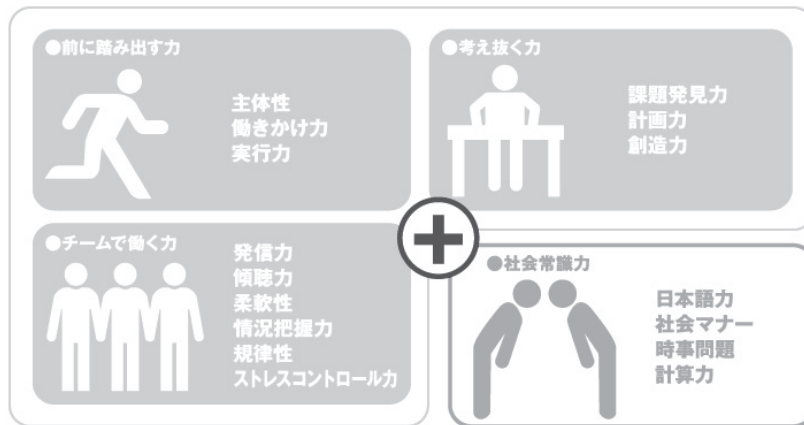 ●前に踏み出す力
主体性
働きかけ力
実行力
●考え抜く力
課題発見力
計画力
創造力
●チームで働く力
発信力
傾聴力
柔軟性
情況把握力
規律性
ストレスコントロール力
●社会常識力
日本語力
社会マナー
時事問題
計算力